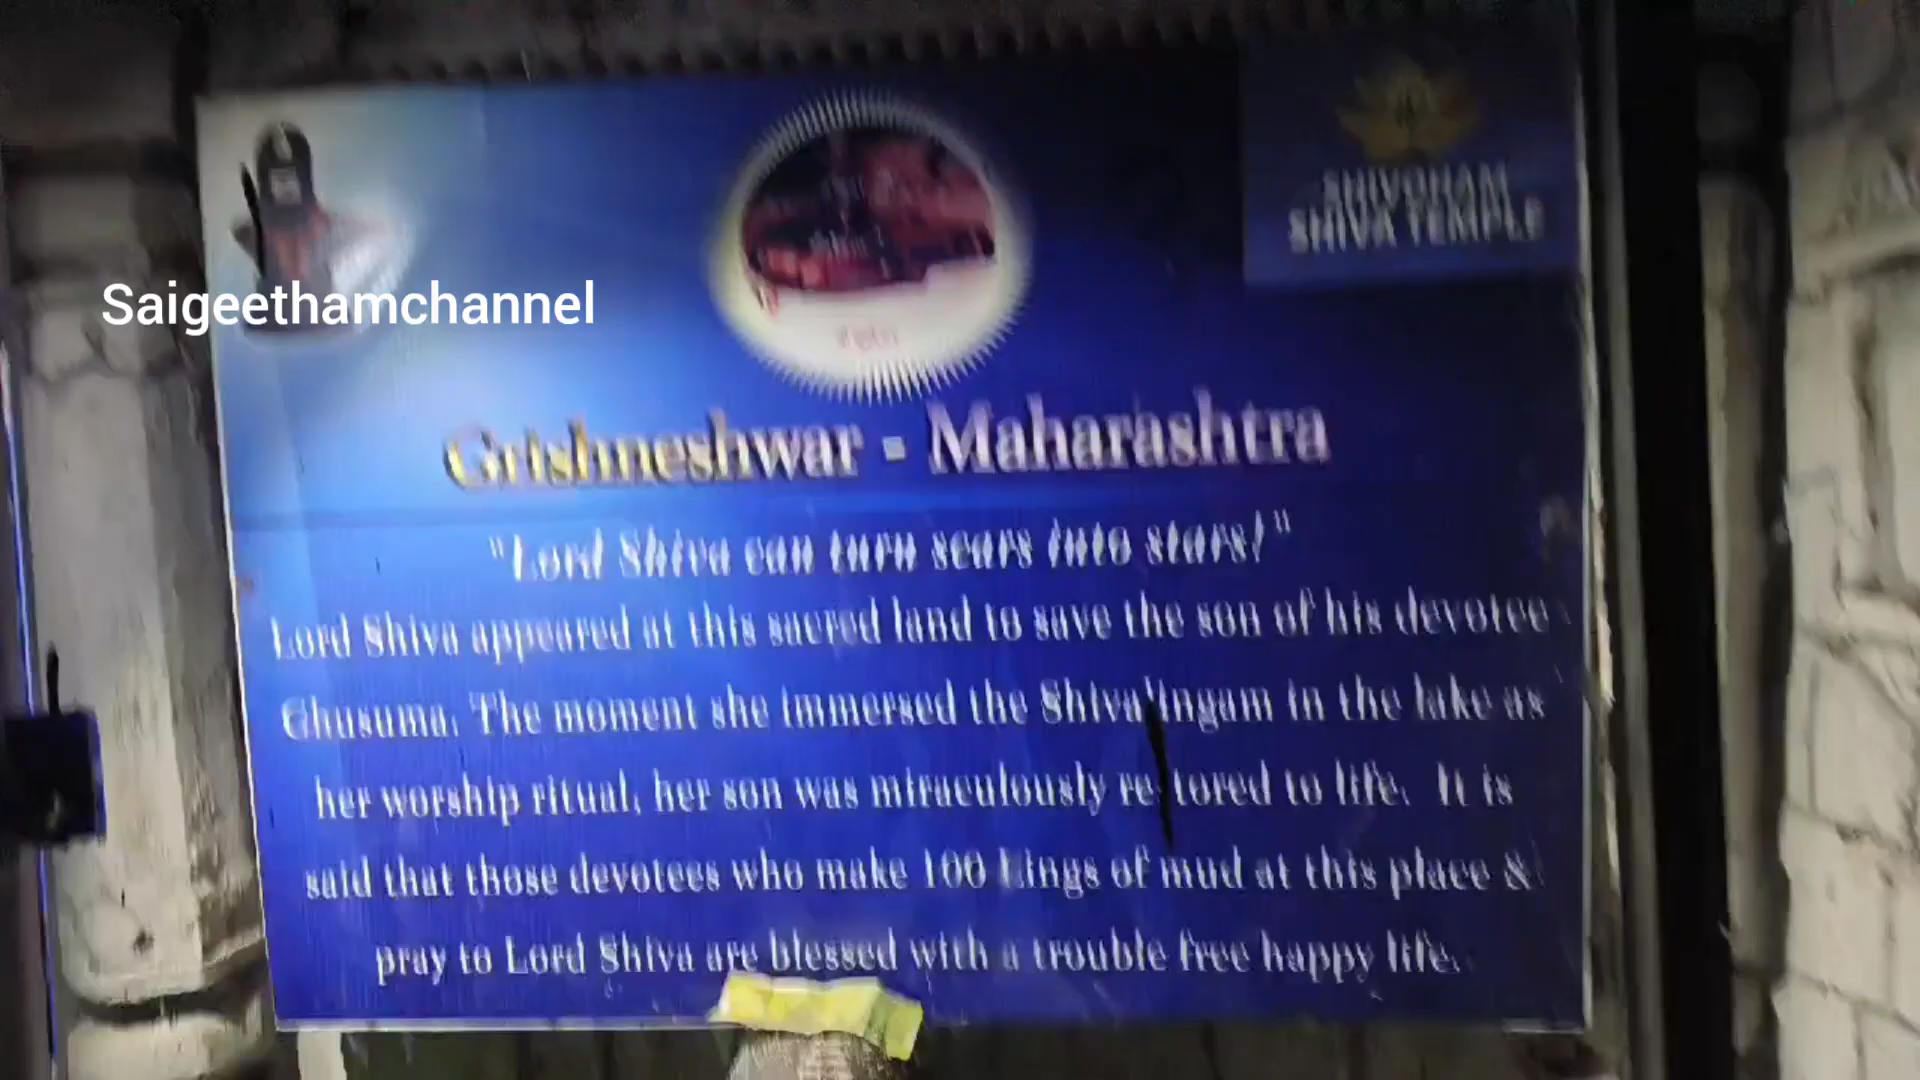 SHIVOHAM
SHIVA TEMPLE
Saigeethamchannel
Grishneshwar - Maharashtra
"Lord Shiva can turn scars into stars!"
Lord Shiva appeared at this sacred land to save the son of his devotee
Ghusuma. The moment she immersed the Shiva lingam in the lake as
her worship ritual, her son was miraculously restored to life. It is
said that those devotees who make 100 Lings of mud at this place &
pray to Lord Shiva are blessed with a trouble free happy life.